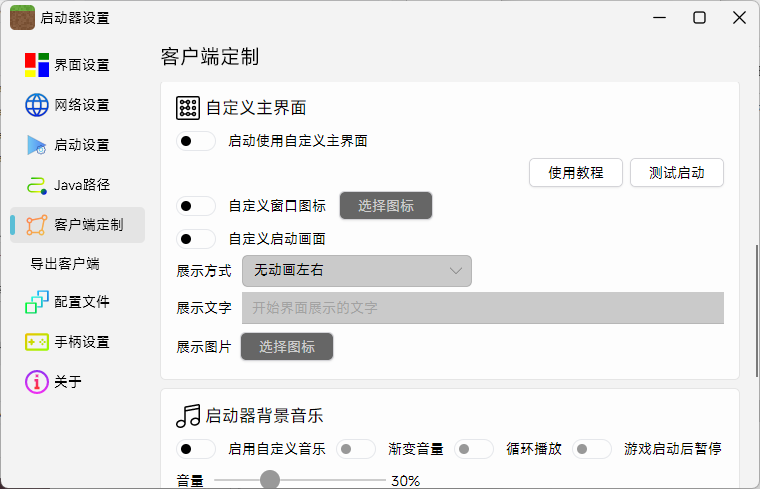 启动器设置
界面设置
网络设置
启动设置
Java路径
客户端定制
导出客户端
配置文件
手柄设置
关于
客户端定制
自定义主界面
启动使用自定义主界面
使用教程 测试启动
自定义窗口图标 选择图标
自定义启动画面
展示方式 无动画左右
展示文字 开始界面展示的文字
展示图片 选择图标
启动器背景音乐
启用自定义音乐 渐变音量 循环播放 游戏启动后暂停
音量 30%